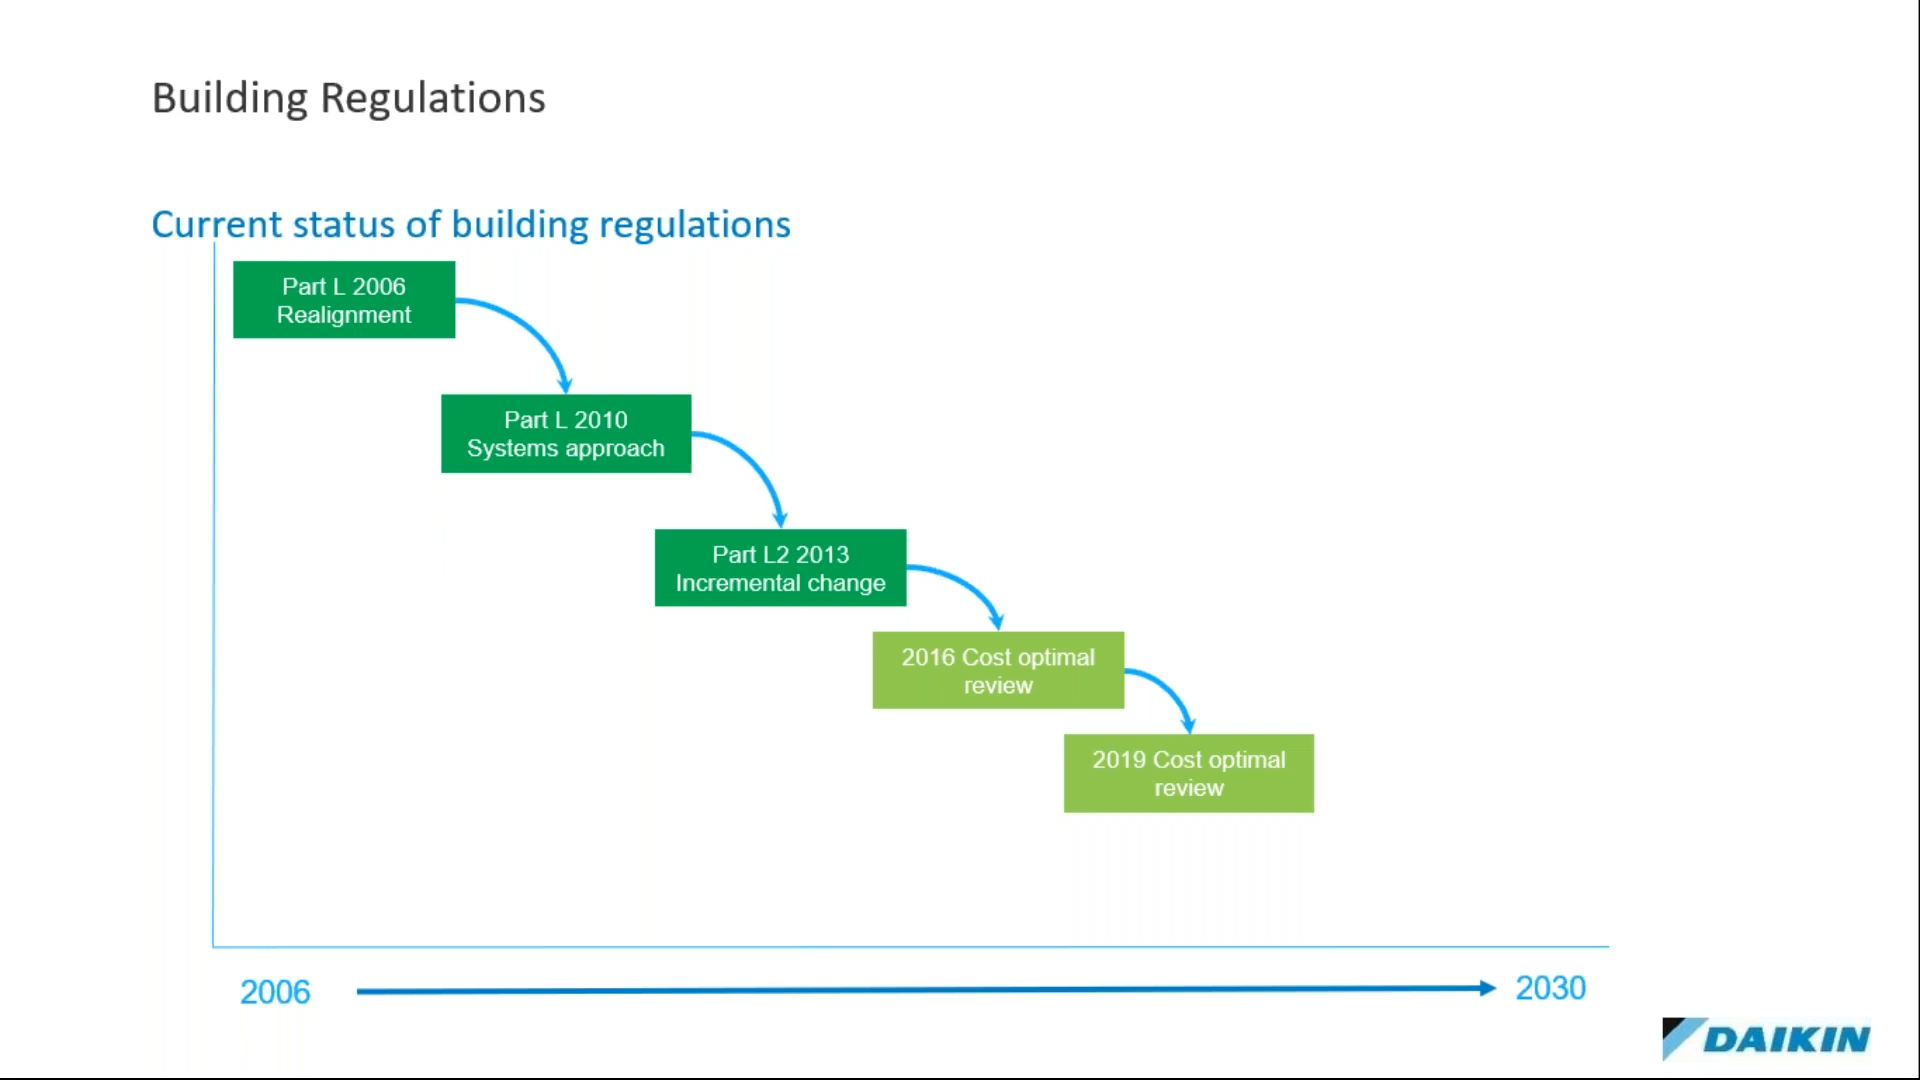 Building Regulations
Current status of building regulations
Part L 2006
Realignment
Part L 2010
Systems approach
Part L2 2013
Incremental change
2016 Cost optimal
review
2019 Cost optimal
review
2006
2030
DAIKIN